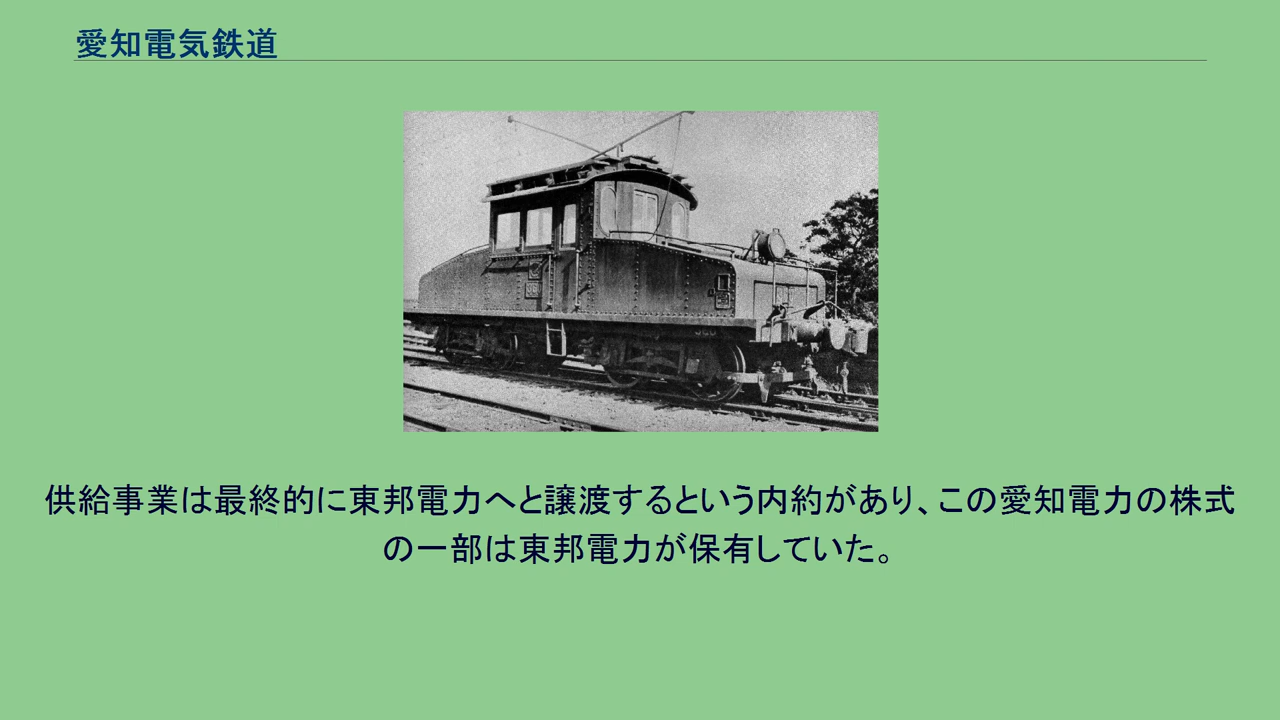 愛知電気鉄道
供給事業は最終的に東邦電力へと譲渡するという内約があり、この愛知電力の株式
の一部は東邦電力が保有していた。